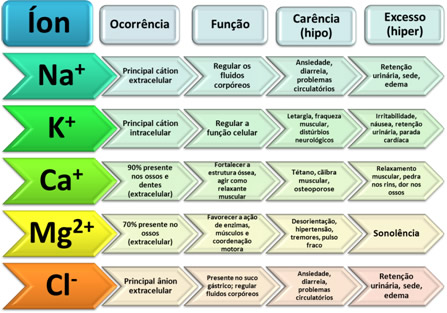 Íon
Ocorrência
Função
Carência
(hipo)
Excesso
(hiper)
Na+
Principal cátion
extracelular
Regular os
fluidos
corpóreos
Ansiedade,
diarreia,
problemas
circulatórios
Retenção
urinária, sede,
edema
K+
Principal cátion
intracelular
Regular a
função celular
Letargia, fraqueza
muscular,
distúrbios
neurológicos
Irritabilidade,
náusea, retenção
urinária, parada
cardíaca
Ca+
90% presente
nos ossos e
dentes
(extracelular)
Fortalecer a
estrutura óssea,
agir como
relaxante
muscular
Tétano, cãibra
muscular,
osteoporose
Relaxamento
muscular, pedra
nos rins, dor nos
ossos
Mg2+
70% presente no
ossos
(extracelular)
Favorecer a ação
de enzimas,
músculos e
coordenação
motora
Desorientação,
hipertensão,
tremores, pulso
fraco
Sonolência
Cl-
Principal ânion
extracelular
Presente no suco
gástrico; regular
fluidos corpóreos
Ansiedade,
diarreia,
problemas
circulatórios
Retenção
urinária, sede,
edema